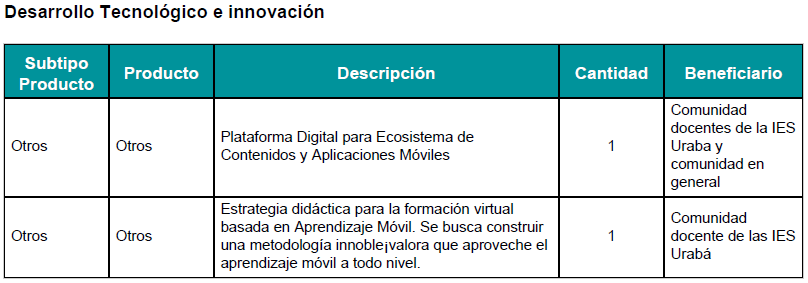 Desarrollo Tecnológico e innovación
Subtipo Producto Producto Descripción Cantidad Beneficiario
Otros Otros Plataforma Digital para Ecosistema de Contenidos y Aplicaciones Móviles 1 Comunidad docentes de la IES Uraba y comunidad en general
Otros Otros Estrategia didáctica para la formación virtual basada en Aprendizaje Móvil. Se busca construir una metodología innoble¡valora que aproveche el aprendizaje móvil a todo nivel. 1 Comunidad docente de las IES Urabá